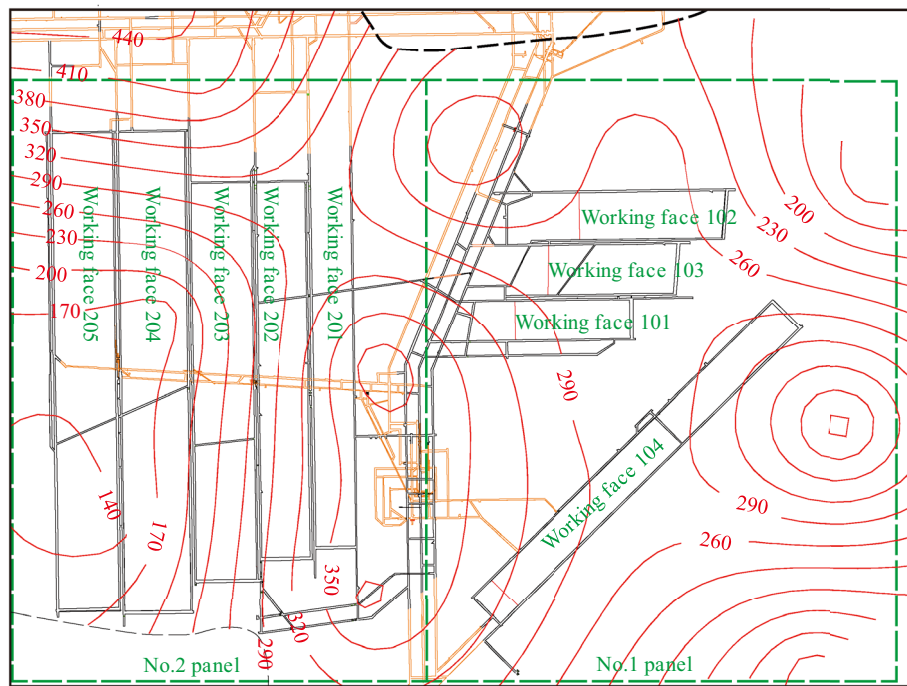 440
410
380
350
320
290
260
230
200
170
140
170
Working face 205
Working face 204
Working face 203
Working face 202
Working face 201
Working face 102
Working face 103
Working face 101
Working face 104
200
230
260
290
290
260
350
320
290
No.2 panel
No.1 panel